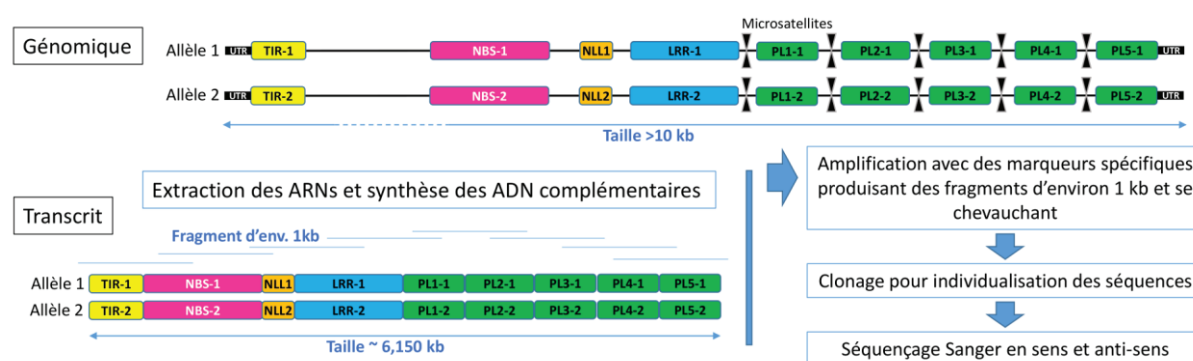 Microsatellites
Génomique
Allèle 1 UTR TIR-1 NBS-1 NLL1 LRR-1 PL1-1 PL2-1 PL3-1 PL4-1 PL5-1 UTR
Allèle 2 UTR TIR-2 NBS-2 NLL2 LRR-2 PL1-2 PL2-2 PL3-2 PL4-2 PL5-2 UTR
Taille >10 kb
Extraction des ARNs et synthèse des ADN complémentaires
Transcrit
Fragment d'env. 1kb
Allèle 1 TIR-1 NBS-1 NLL1 LRR-1 PL1-1 PL2-1 PL3-1 PL4-1 PL5-1
Allèle 2 TIR-2 NBS-2 NLL2 LRR-2 PL1-2 PL2-2 PL3-2 PL4-2 PL5-2
Taille ~ 6,150 kb
Amplification avec des marqueurs spécifiques
produisant des fragments d'environ 1 kb et se
chevauchant
Clonage pour individualisation des séquences
Séquençage Sanger en sens et anti-sens